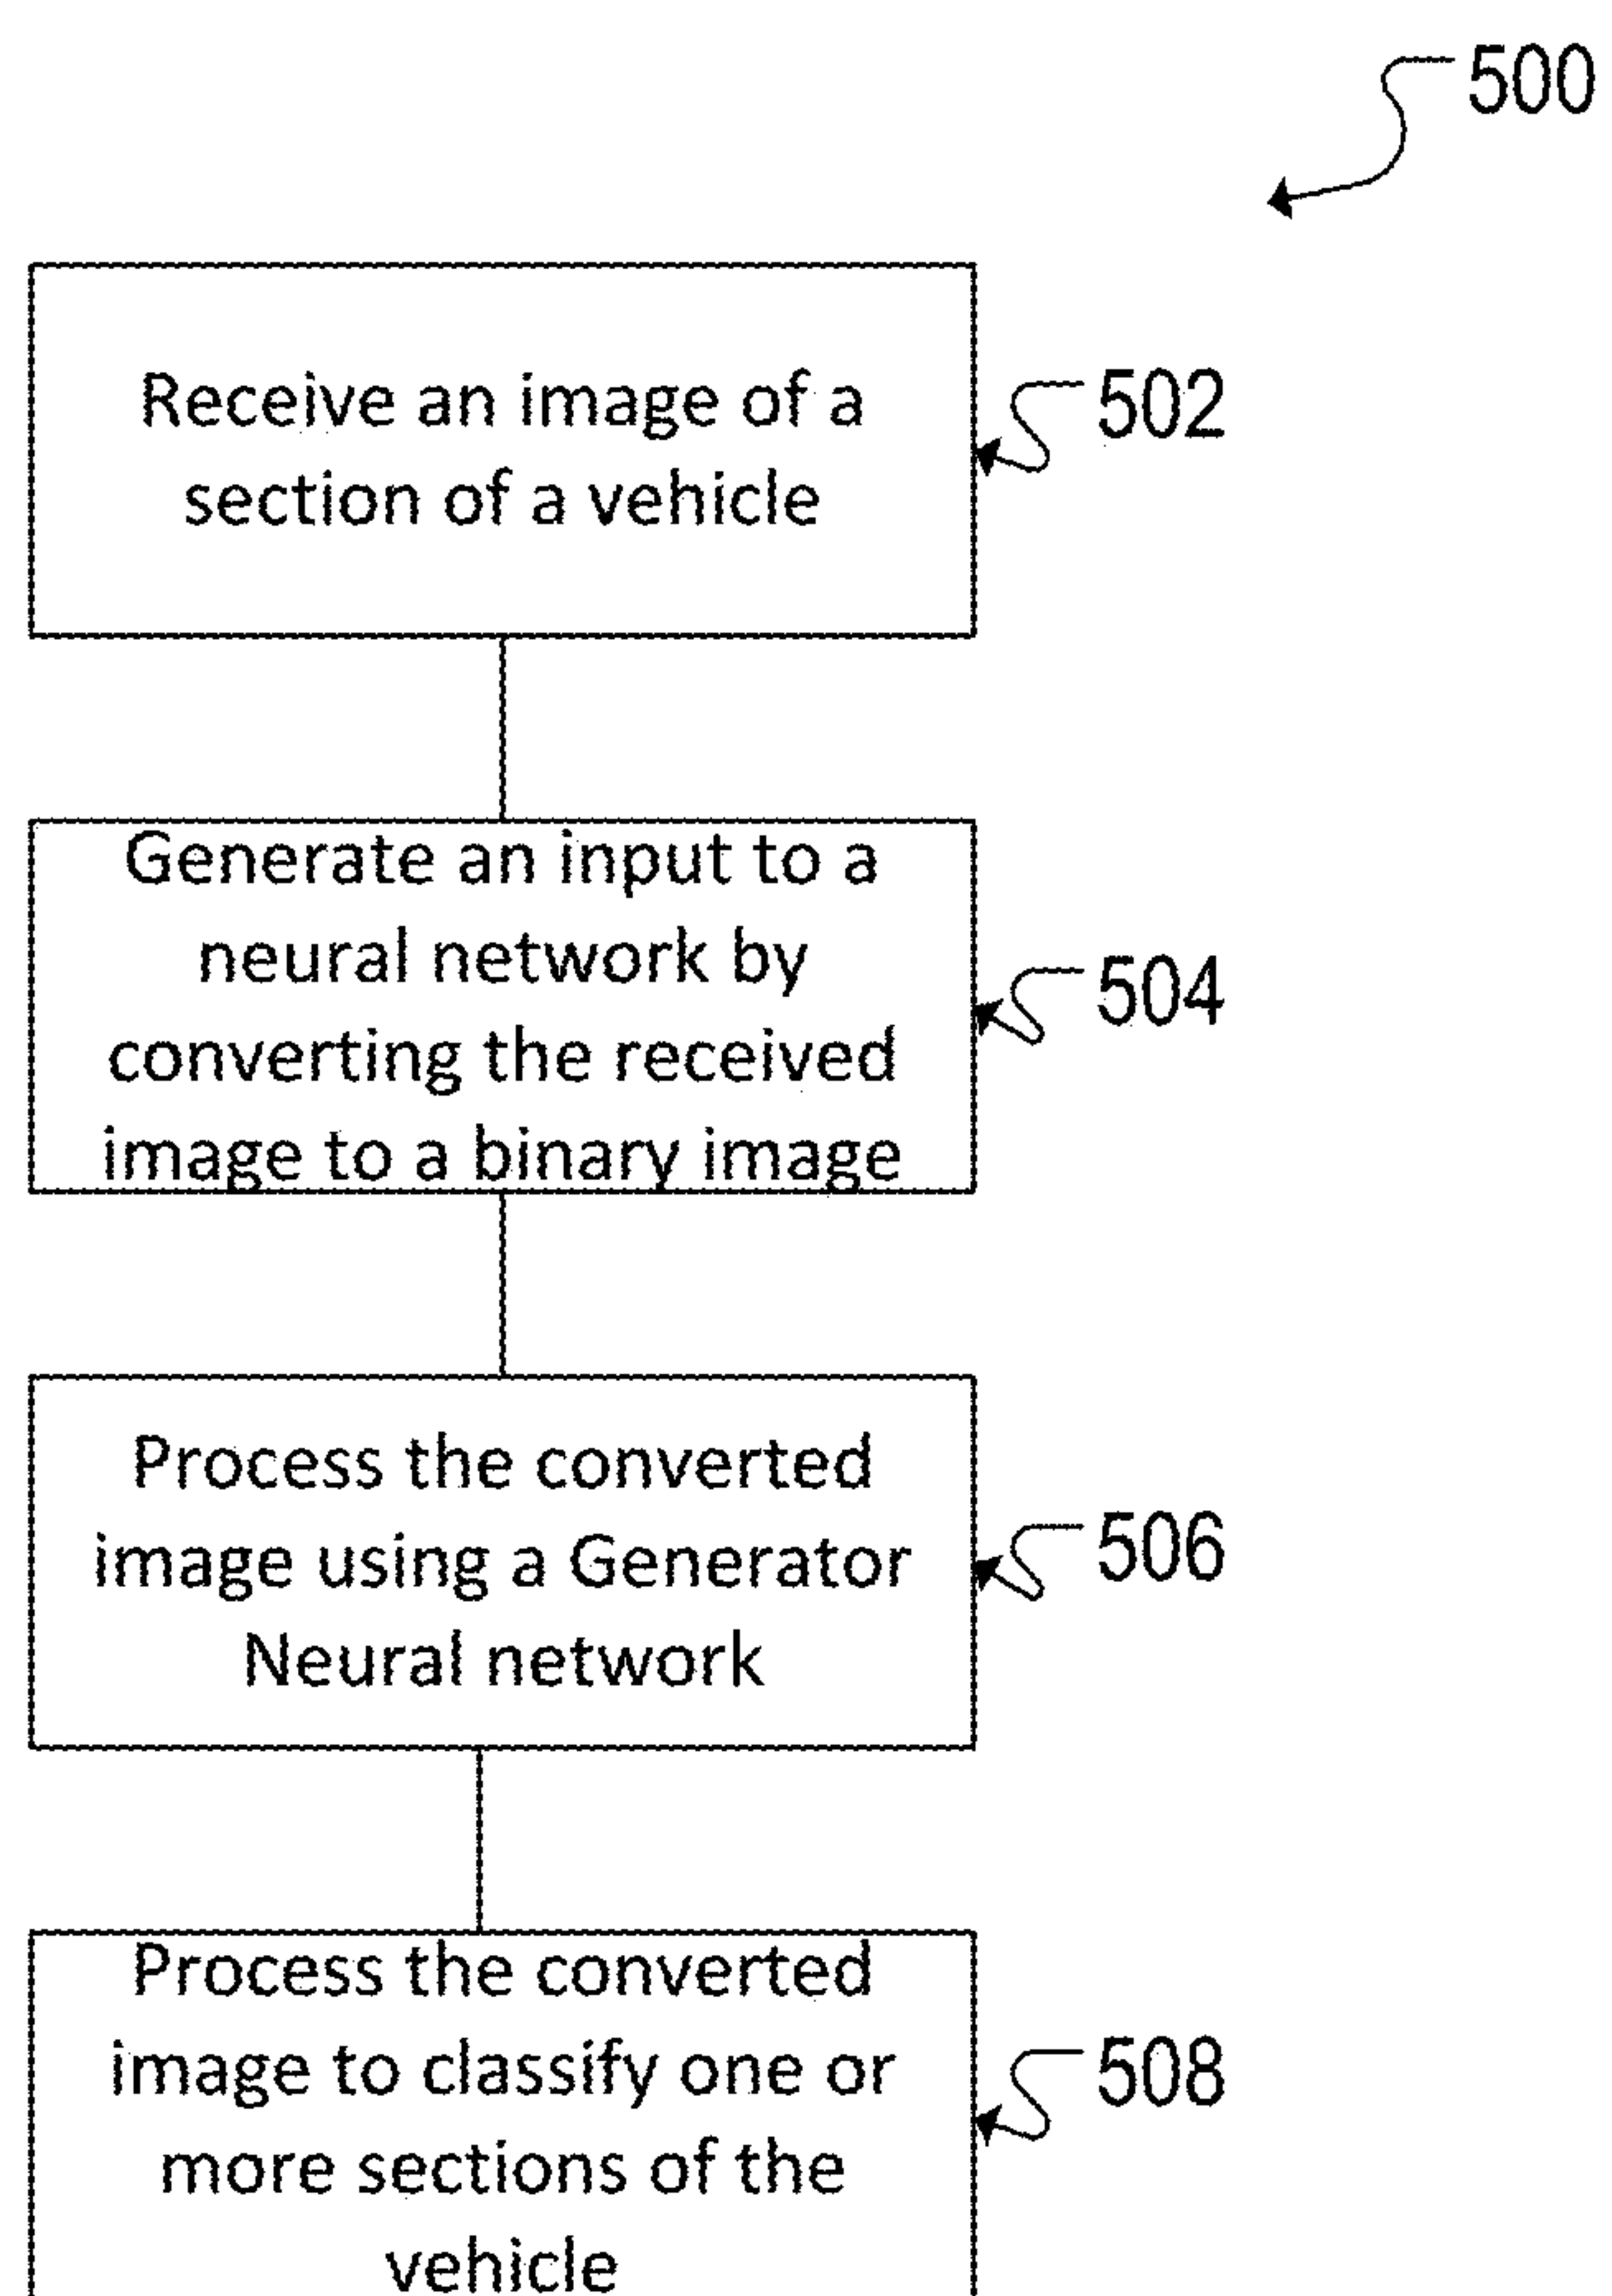 500
Receive an image of a
section of a vehicle
502
Generate an input to a
neural network by
converting the received
image to a binary image
504
Process the converted
image using a Generator
Neural network
506
Process the converted
image to classify one or
more sections of the
vehicle
508